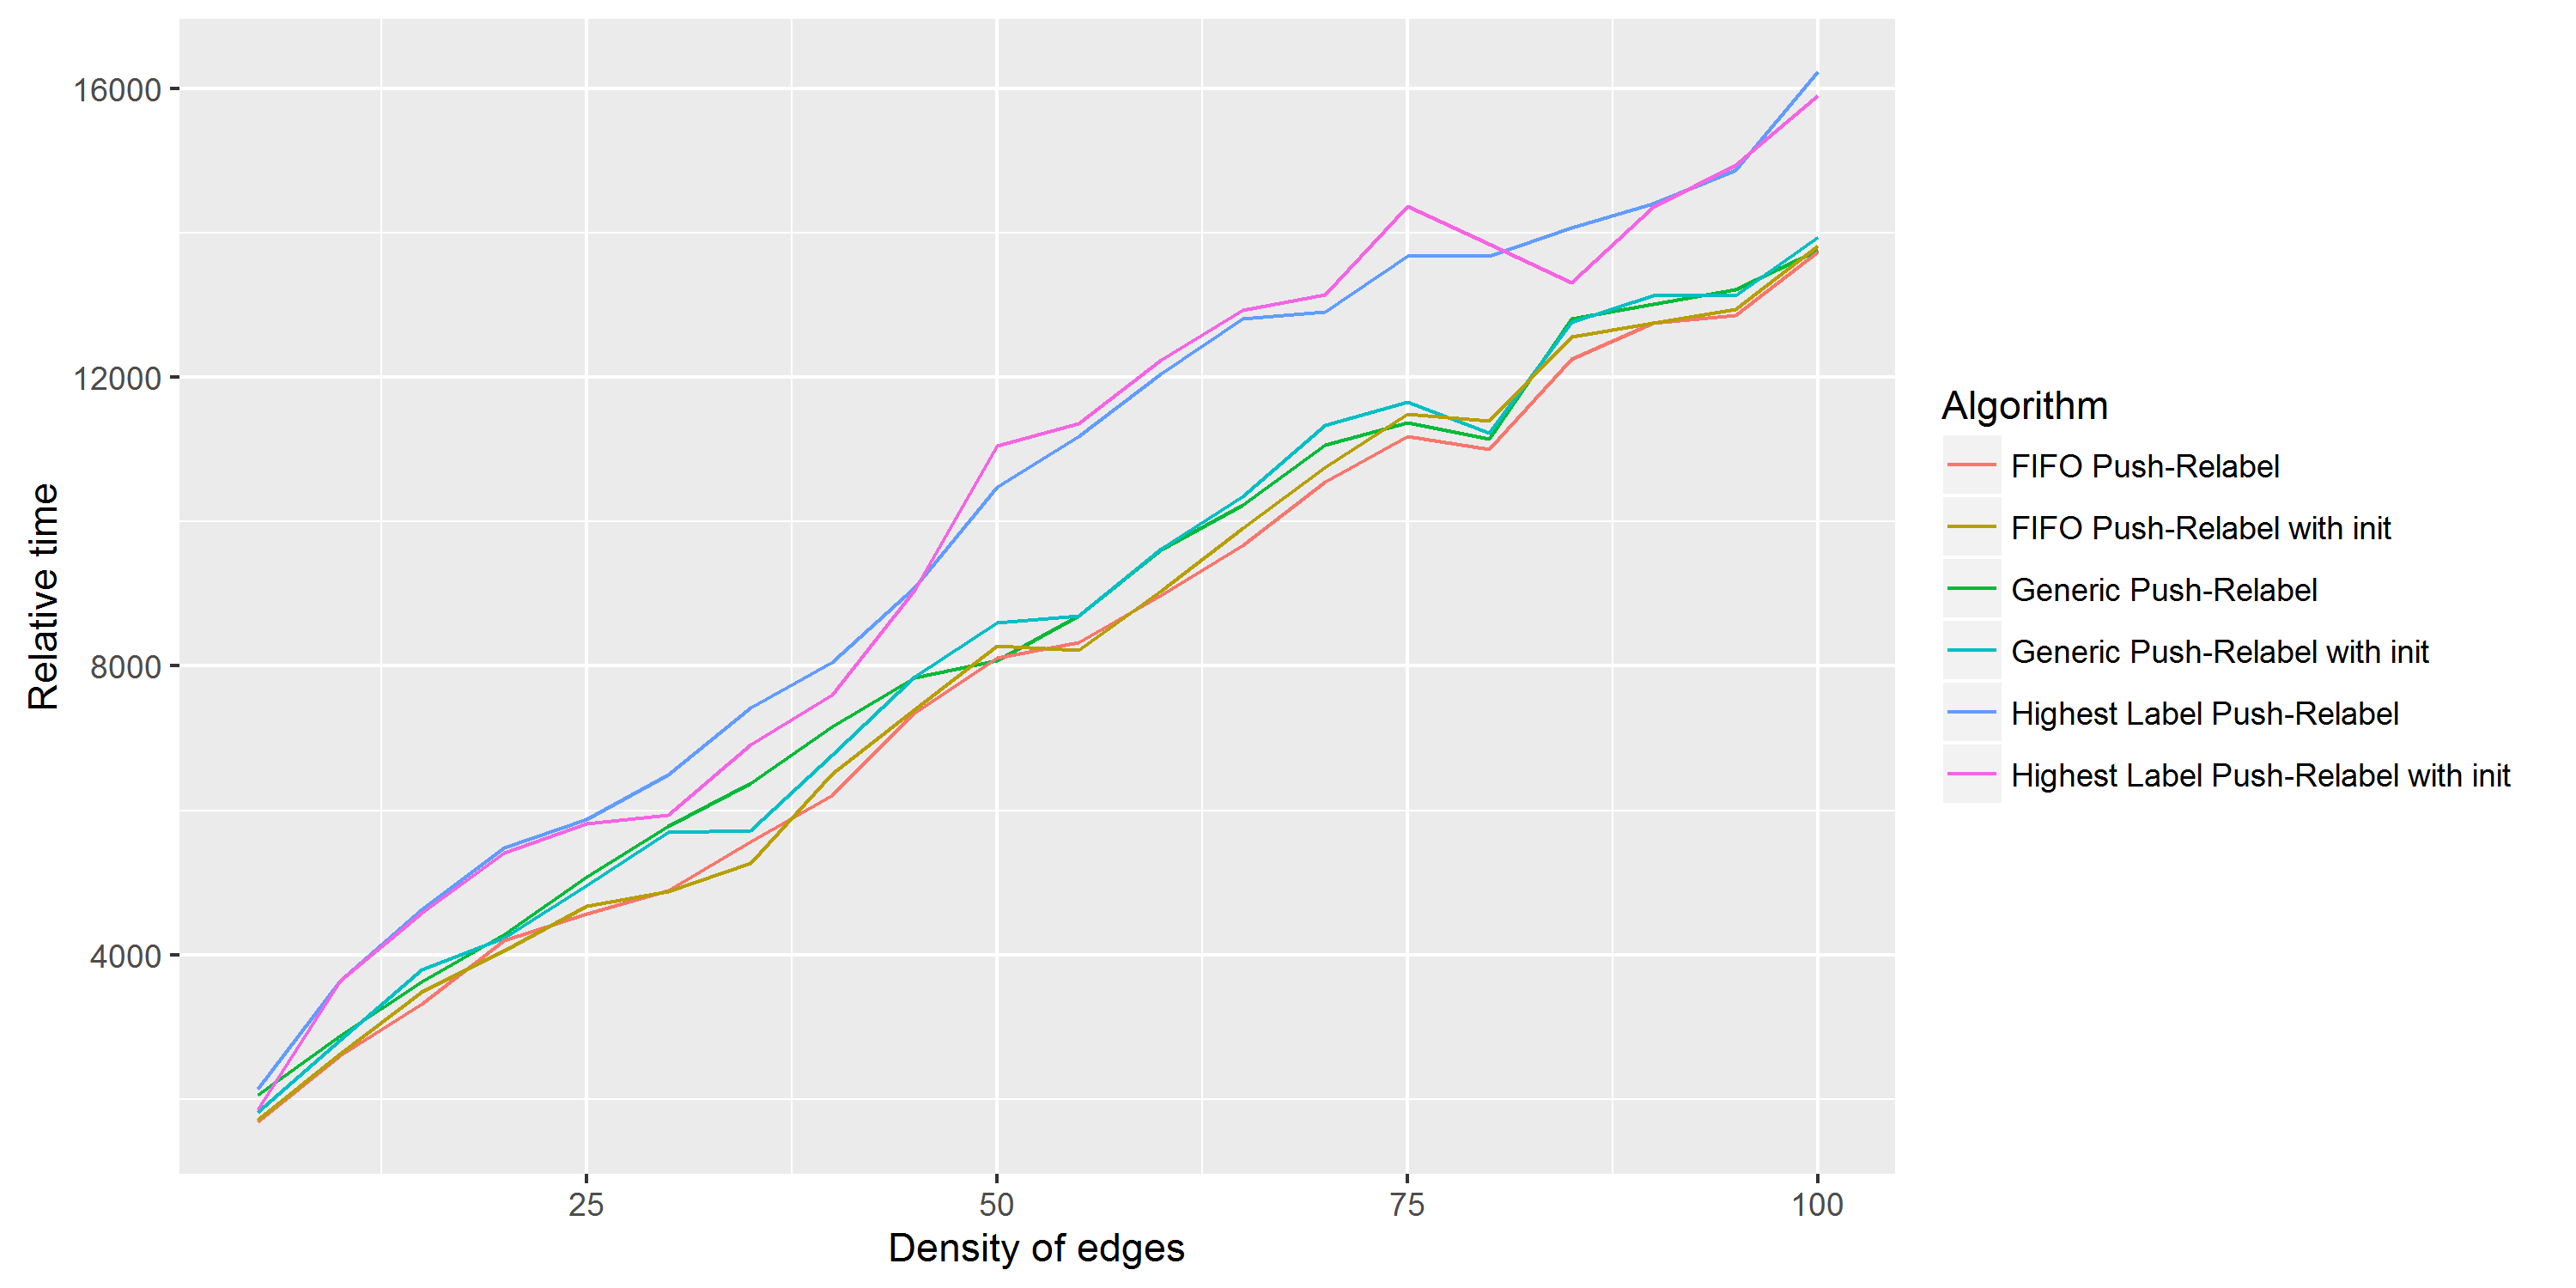 16000
12000
8000
4000
Relative time
25
50
75
100
Density of edges
Algorithm
FIFO Push-Relabel
FIFO Push-Relabel with init
Generic Push-Relabel
Generic Push-Relabel with init
Highest Label Push-Relabel
Highest Label Push-Relabel with init